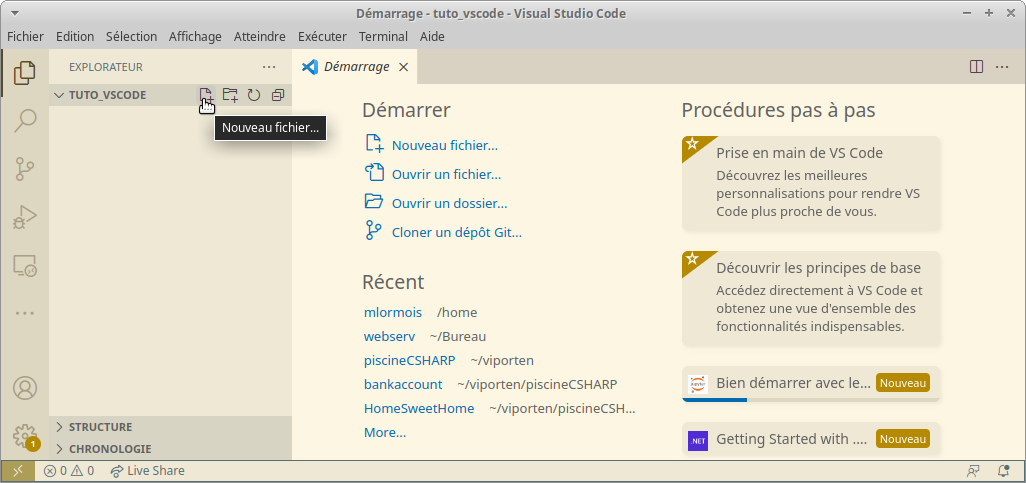 Démarrage - tuto_vscode - Visual Studio Code
Fichier Edition Sélection Affichage Atteindre Exécuter Terminal Aide
EXPLORATEUR
Démarrage
TUTO_VSCODE
Nouveau fichier...
Démarrer
Nouveau fichier...
Ouvrir un fichier...
Ouvrir un dossier...
Cloner un dépôt Git...
Récent
mlormois /home
webserv ~/Bureau
piscineCSHARP ~/viporten
bankaccount ~/viporten/piscineCSHARP
HomeSweetHome ~/viporten/piscineCSH...
More...
Procédures pas à pas
Prise en main de VS Code
Découvrez les meilleures
personnalisations pour rendre VS
Code plus proche de vous.
Découvrir les principes de base
Accédez directement à VS Code et
obtenez une vue d'ensemble des
fonctionnalités indispensables.
Bien démarrer avec le... Nouveau
.NET Getting Started with .... Nouveau
STRUCTURE
CHRONOLOGIE
1
0 0 Live Share